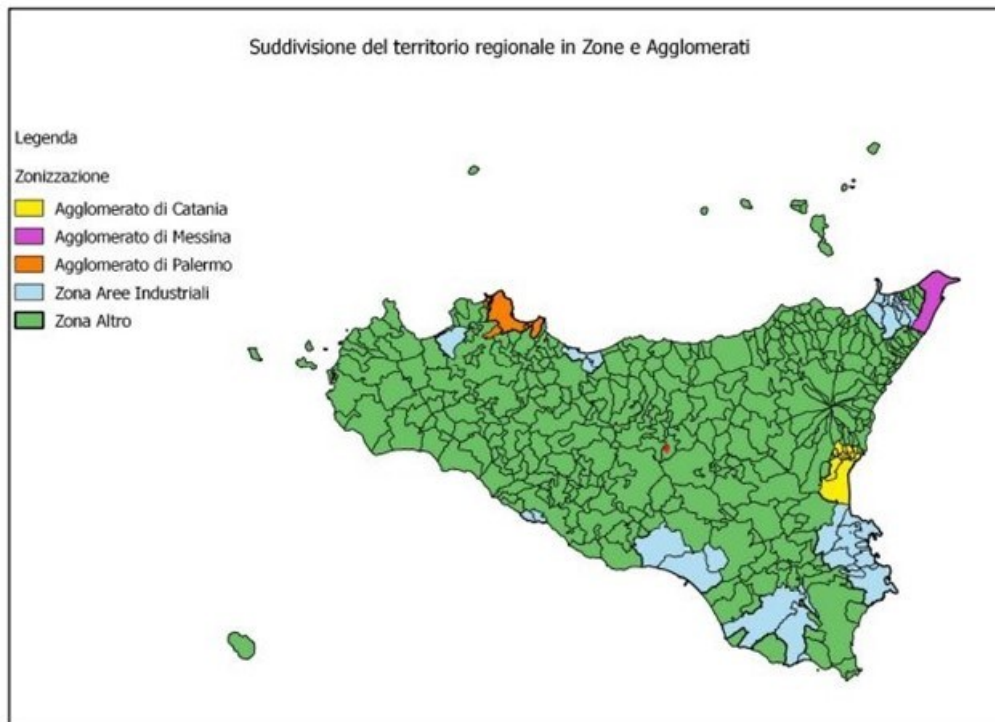 Suddivisione del territorio regionale in Zone e Agglomerati
Legenda
Zonizzazione
Agglomerato di Catania
Agglomerato di Messina
Agglomerato di Palermo
Zona Aree Industriali
Zona Altro